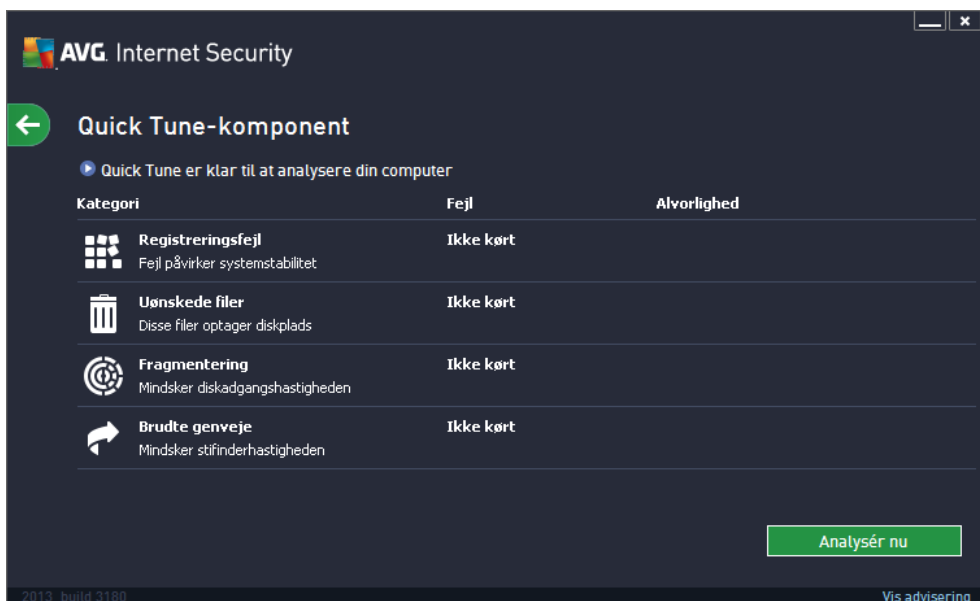 AVG. Internet Security
Quick Tune-komponent
Quick Tune er klar til at analysere din computer
Kategori Fejl Alvorlighed
Registreringsfejl Ikke kørt
Fejl påvirker systemstabilitet
Uønskede filer Ikke kørt
Disse filer optager diskplads
Fragmentering Ikke kørt
Mindsker diskadgangshastigheden
Brudte genveje Ikke kørt
Mindsker stifinderhastigheden
Analysér nu
2013 build 3180 Vis advisering